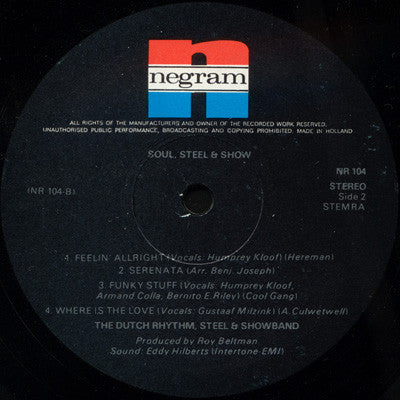 negram
ALL RIGHTS OF THE MANUFACTURERS AND OWNER OF THE RECORDED WORK RESERVED,
UNAUTHORISED PUBLIC PERFORMANCE, BROADCASTING AND COPYING PROHIBITED. MADE IN HOLLAND
SOUL, STEEL & SHOW
NR 104
(NR 104-B)
STEREO
Side 2
STEMRA
4. FEELIN' ALLRIGHT (Vocals: Humprey Kloof) (Hereman)
2. SERENATA (Arr. Benj. Joseph)
3. FUNKY STUFF (Vocals: Humprey Kloof,
Armand Colla, Bernito E. Riley) (Cool Gang)
4. WHERE IS THE LOVE (Vocals: Gustaaf Milzink) (A. Culwetwell)
THE DUTCH RHYTHM, STEEL & SHOWBAND
Produced by Roy Beltman
Sound: Eddy Hilberts (Intertone-EMI)